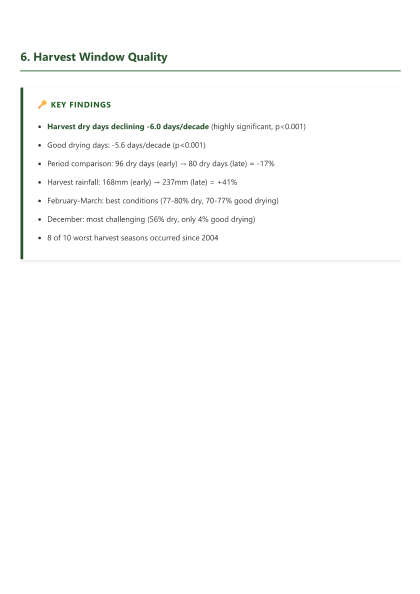 6. Harvest Window Quality
🔑 KEY FINDINGS
• Harvest dry days declining -6.0 days/decade (highly significant, p<0.001)
• Good drying days: -5.6 days/decade (p<0.001)
• Period comparison: 96 dry days (early) → 80 dry days (late) = -17%
• Harvest rainfall: 168mm (early) → 237mm (late) = +41%
• February-March: best conditions (77-80% dry, 70-77% good drying)
• December: most challenging (56% dry, only 4% good drying)
• 8 of 10 worst harvest seasons occurred since 2004